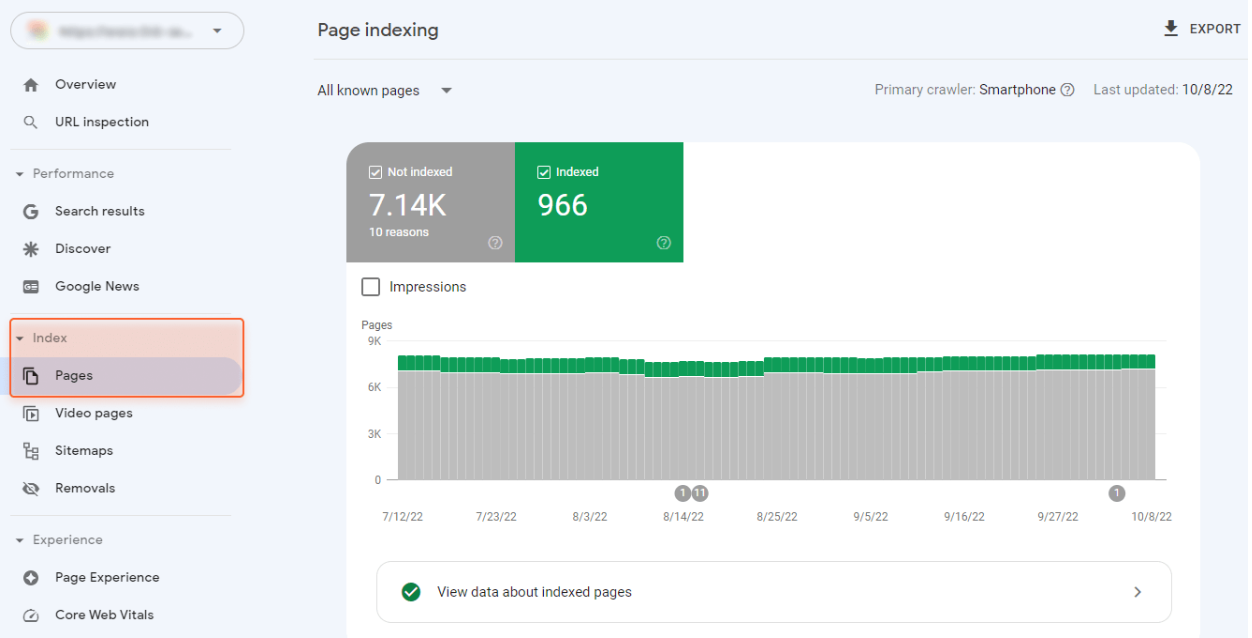 Overview
URL inspection
Performance
Search results
Discover
Google News
Index
Pages
Video pages
Sitemaps
Removals
Experience
Page Experience
Core Web Vitals
Page indexing
EXPORT
All known pages
Primary crawler: Smartphone
Last updated: 10/8/22
Not indexed
7.14K
10 reasons
Indexed
966
Impressions
Pages
9K
6K
3K
0
1 11 1
7/12/22 7/23/22 8/3/22 8/14/22 8/25/22 9/5/22 9/16/22 9/27/22 10/8/22
View data about indexed pages